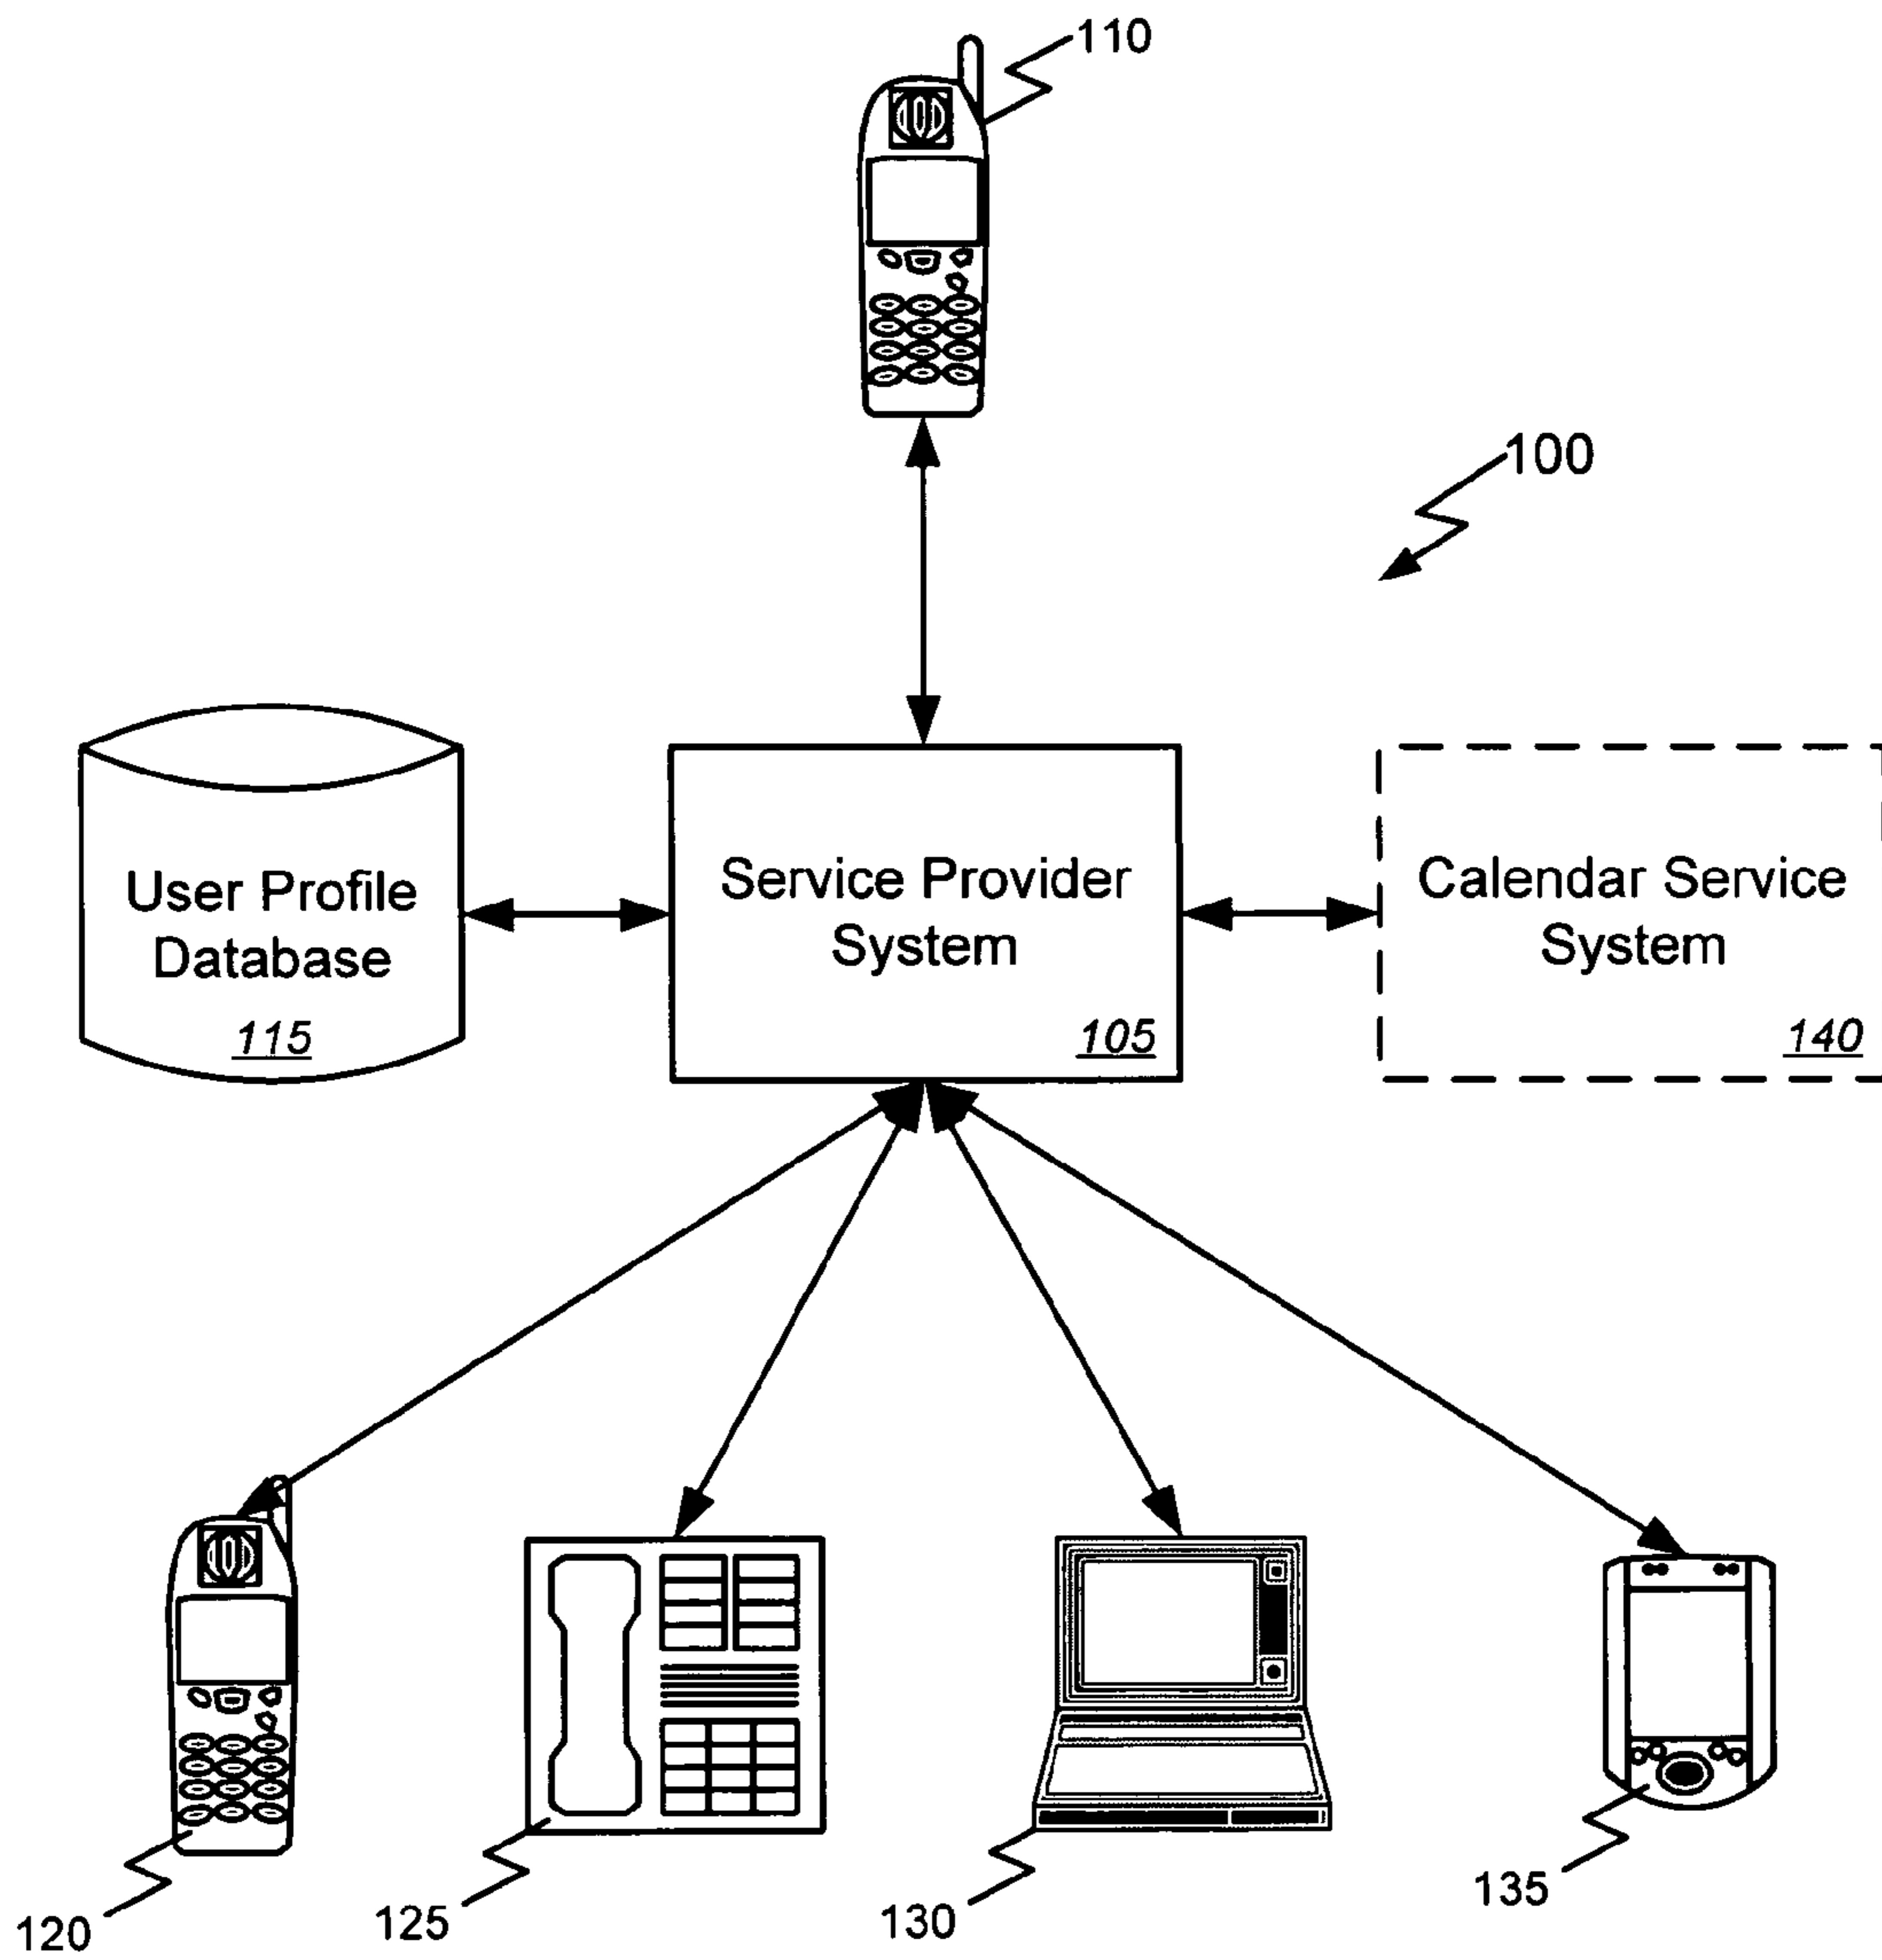 110
100
User Profile
Database
115
Service Provider
System
105
Calendar Service
System
140
120
125
130
135